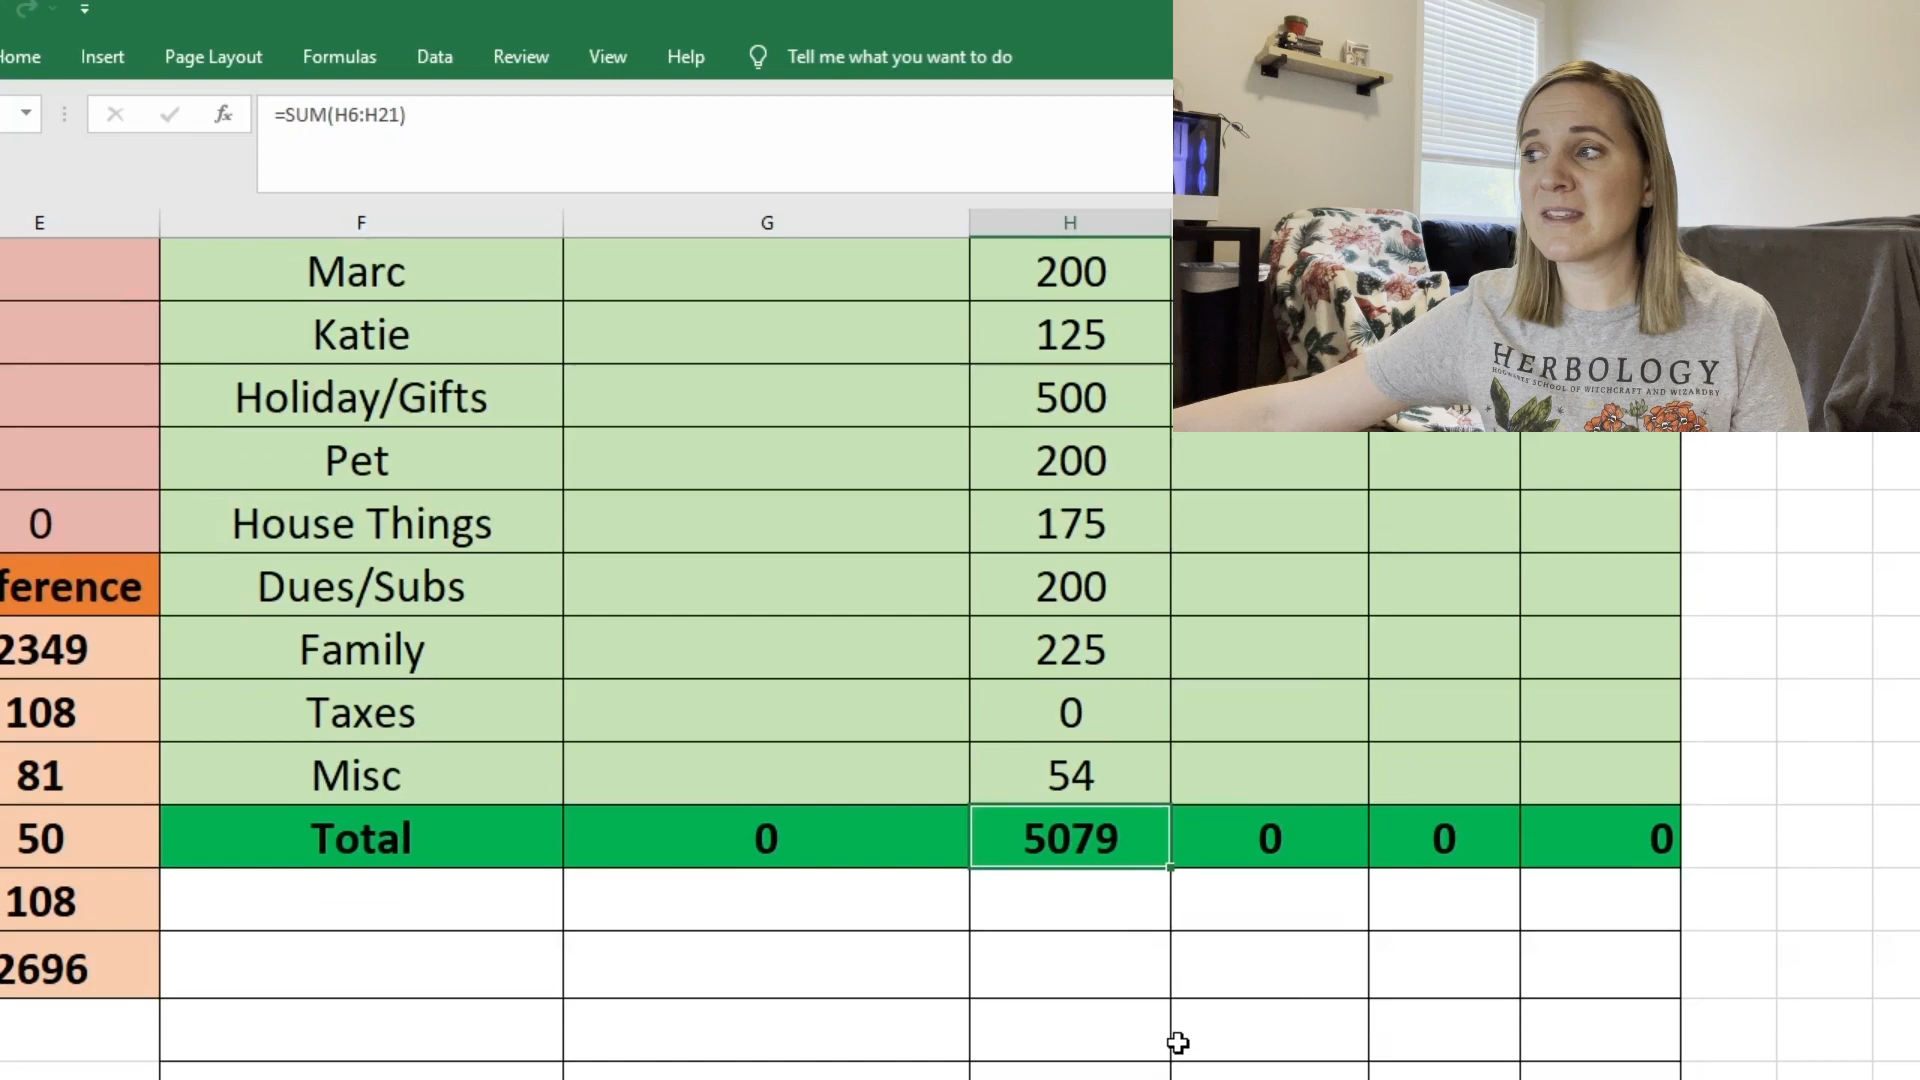 Home Insert Page Layout Formulas Data Review View Help Tell me what you want to do
fx =SUM(H6:H21)
E F G H
Marc 200
Katie 125
Holiday/Gifts 500
Pet 200
0 House Things 175
ference Dues/Subs 200
2349 Family 225
108 Taxes 0
81 Misc 54
50 Total 0 5079 0 0 0
108
2696
HERBOLOGY
HOGWARTS SCHOOL OF WITCHCRAFT AND WIZARDRY